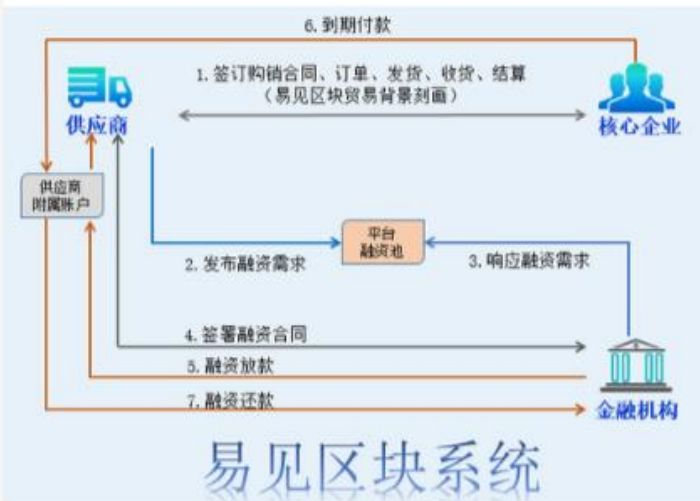 6.到期付款
1.签订购销合同、订单、发货、收货、结算
（易见区块贸易背景刻画）
供应商
核心企业
供应商
附属账户
平台
融资池
2.发布融资需求
3.响应融资需求
4.签署融资合同
5.融资放款
7.融资还款
金融机构
易见区块系统